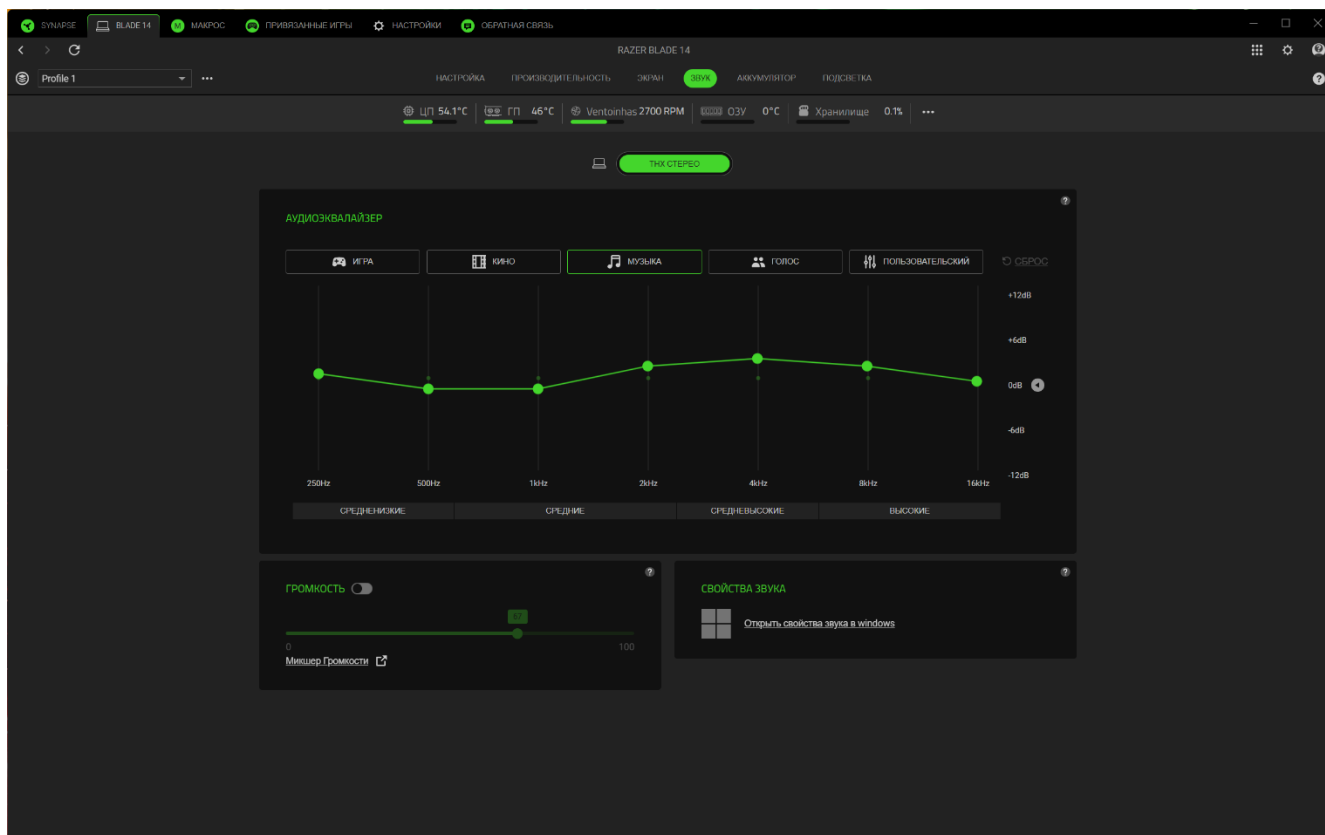 SYNAPSE BLADE 14 МАКРОС ПРИВЯЗАННЫЕ ИГРЫ НАСТРОЙКИ ОБРАТНАЯ СВЯЗЬ
RAZER BLADE 14
Profile 1 НАСТРОЙКА ПРОИЗВОДИТЕЛЬНОСТЬ ЭКРАН ЗВУК АККУМУЛЯТОР ПОДСВЕТКА
ЦП 54.1°C ГП 46°C Ventoinhas 2700 RPM ОЗУ 0°C Хранилище 0.1%
THX СТЕРЕО
АУДИОЭКВАЛАЙЗЕР
ИГРА КИНО МУЗЫКА ГОЛОС ПОЛЬЗОВАТЕЛЬСКИЙ СБРОС
+12dB
+6dB
0dB
-6dB
-12dB
250Hz 500Hz 1kHz 2kHz 4kHz 8kHz 16kHz
СРЕДНЕНИЗКИЕ СРЕДНИЕ СРЕДНЕВЫСОКИЕ ВЫСОКИЕ
ГРОМКОСТЬ
67
0 100
Микшер Громкости
СВОЙСТВА ЗВУКА
Открыть свойства звука в windows